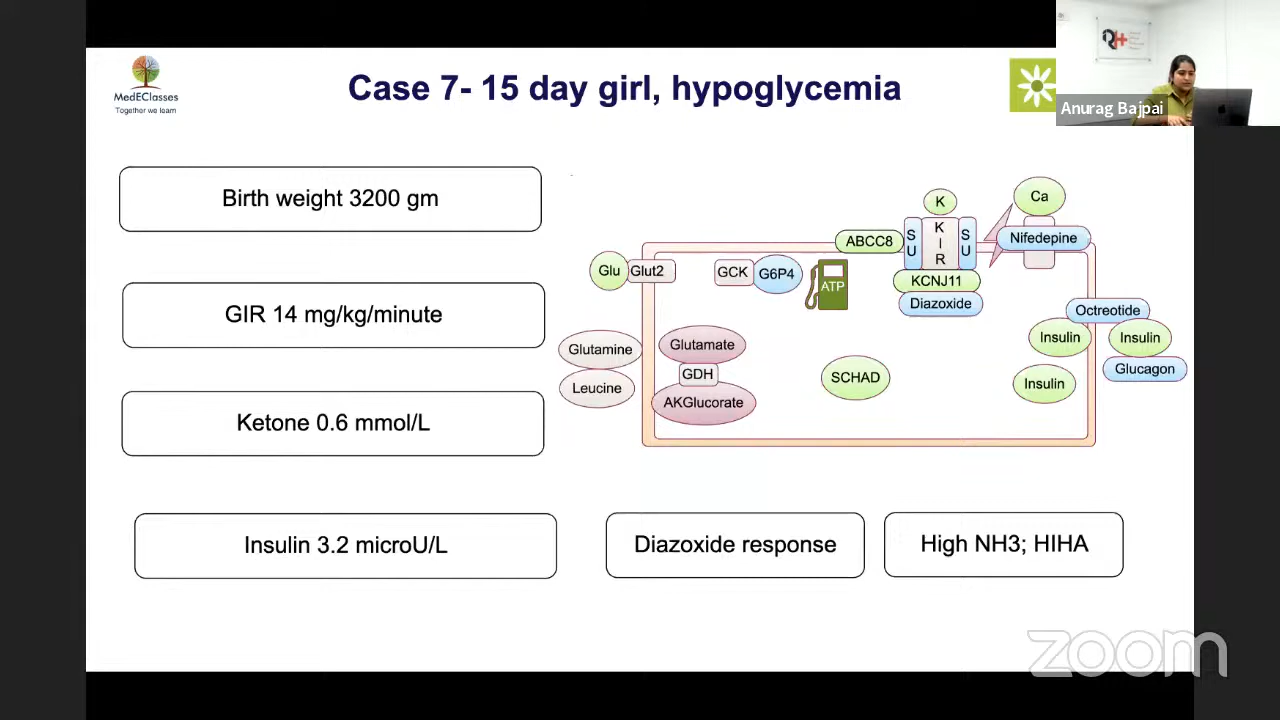 MedEClasses
Together we learn
Case 7- 15 day girl, hypoglycemia
Anurag Bajpai
Birth weight 3200 gm
GIR 14 mg/kg/minute
Ketone 0.6 mmol/L
Insulin 3.2 microU/L
K
Ca
ABCC8
S
U
K
I
R
S
U
Nifedepine
Glu
Glut2
GCK
G6P4
ATP
KCNJ11
Diazoxide
Octreotide
Insulin
Insulin
Glucagon
Insulin
Glutamine
Leucine
Glutamate
GDH
AKGlucorate
SCHAD
Diazoxide response
High NH3; HIHA
zoom